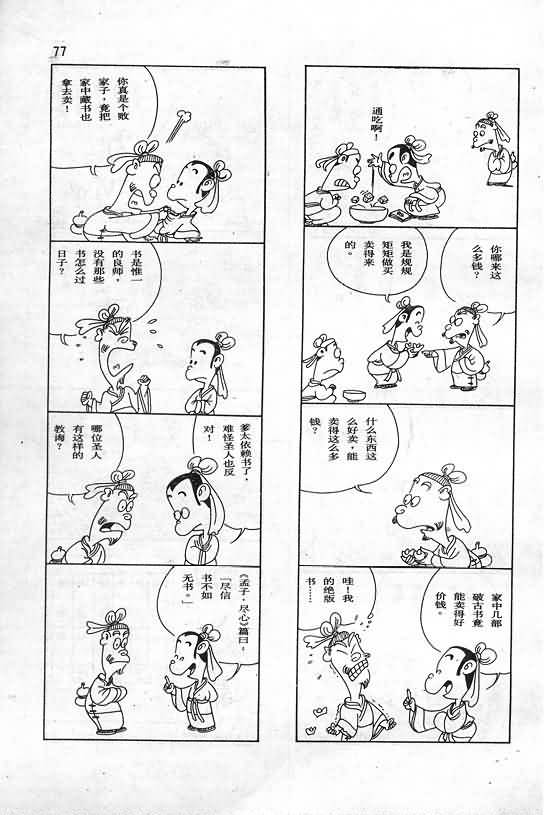 77
通吃啊！
你哪来这
么多钱？
我是规规
矩矩做买
卖得来
的。
什么东西这
么好卖，能
卖得这么多
钱？
家中几部
破古书竟
能卖得好
价钱。
哇！我
的绝版
书……
你真是个败
家子，竟把
家中藏书也
拿去卖！
书是惟一
的良师，
没有那些
书怎么过
日子？
爹太依赖书了，
难怪圣人也反
对！
哪位圣人
有这样的
教诲？
《孟子·尽心》篇曰：
「尽信
书不如
无书。」